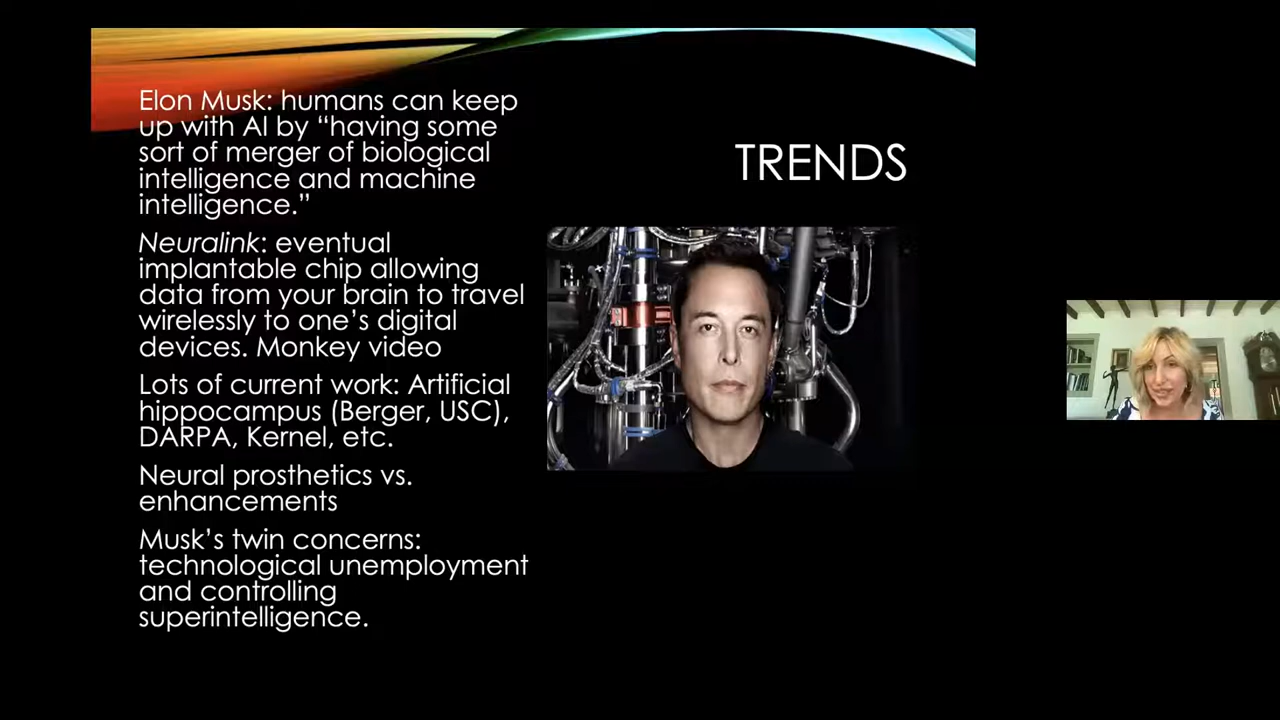 Elon Musk: humans can keep
up with AI by “having some
sort of merger of biological
intelligence and machine
intelligence.”
Neuralink: eventual
implantable chip allowing
data from your brain to travel
wirelessly to one’s digital
devices. Monkey video
Lots of current work: Artificial
hippocampus (Berger, USC),
DARPA, Kernel, etc.
Neural prosthetics vs.
enhancements
Musk’s twin concerns:
technological unemployment
and controlling
superintelligence.
TRENDS